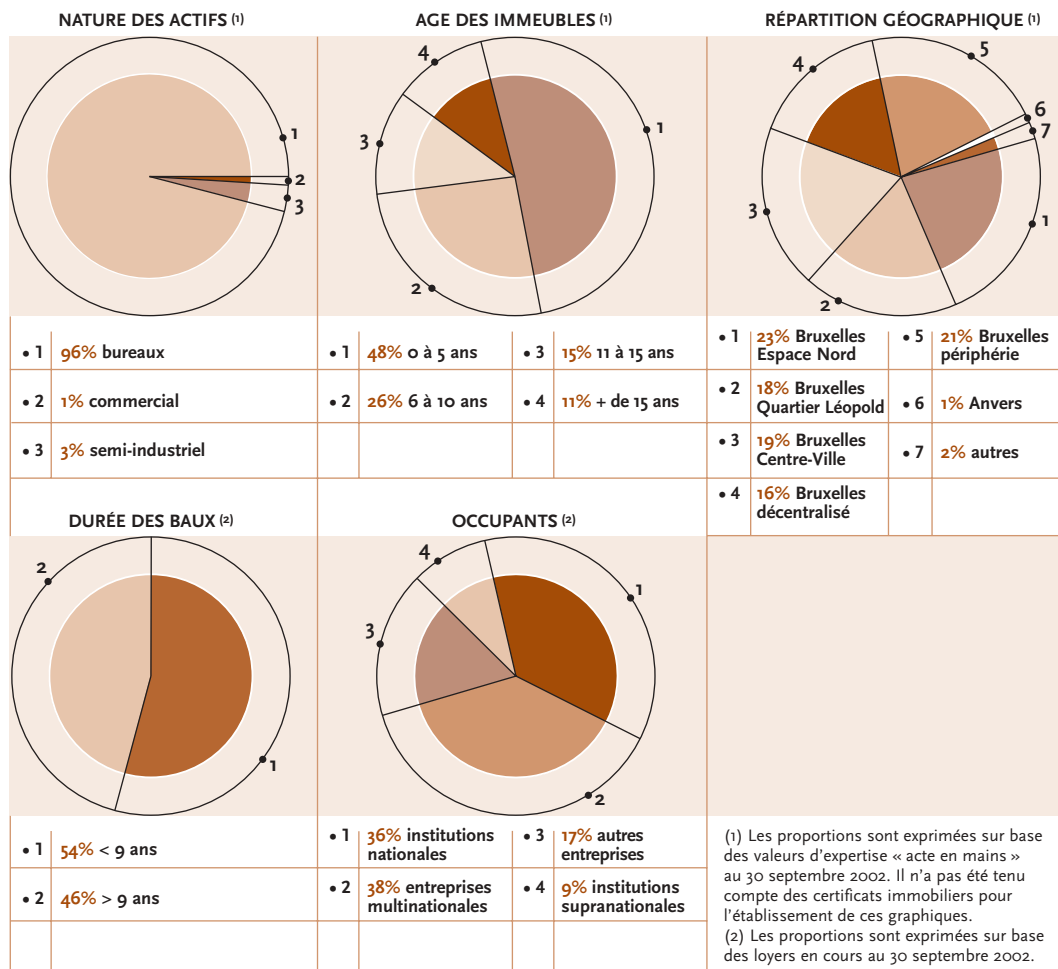 NATURE DES ACTIFS (1)
1
2
3
• 1 96% bureaux
• 2 1% commercial
• 3 3% semi-industriel
AGE DES IMMEUBLES (1)
4
1
3
2
• 1 48% 0 à 5 ans
• 3 15% 11 à 15 ans
• 2 26% 6 à 10 ans
• 4 11% + de 15 ans
RÉPARTITION GÉOGRAPHIQUE (1)
4
5
6
7
3
1
2
• 1 23% Bruxelles
Espace Nord
• 5 21% Bruxelles
périphérie
• 2 18% Bruxelles
Quartier Léopold
• 6 1% Anvers
• 3 19% Bruxelles
Centre-Ville
• 7 2% autres
• 4 16% Bruxelles
décentralisé
DURÉE DES BAUX (2)
2
1
• 1 54% < 9 ans
• 2 46% > 9 ans
OCCUPANTS (2)
4
1
3
2
• 1 36% institutions
nationales
• 3 17% autres
entreprises
• 2 38% entreprises
multinationales
• 4 9% institutions
supranationales
(1) Les proportions sont exprimées sur base
des valeurs d'expertise « acte en mains »
au 30 septembre 2002. Il n'a pas été tenu
compte des certificats immobiliers pour
l'établissement de ces graphiques.
(2) Les proportions sont exprimées sur base
des loyers en cours au 30 septembre 2002.